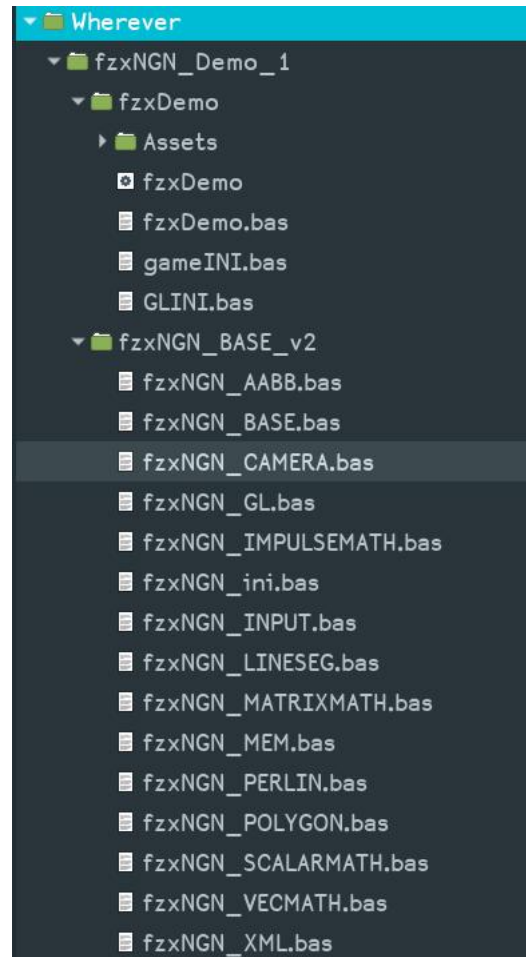 Wherever
fzxNGN_Demo_1
fzxDemo
Assets
fzxDemo
fzxDemo.bas
gameINI.bas
GLINI.bas
fzxNGN_BASE_v2
fzxNGN_AABB.bas
fzxNGN_BASE.bas
fzxNGN_CAMERA.bas
fzxNGN_GL.bas
fzxNGN_IMPULSEMATH.bas
fzxNGN_ini.bas
fzxNGN_INPUT.bas
fzxNGN_LINESEG.bas
fzxNGN_MATRIXMATH.bas
fzxNGN_MEM.bas
fzxNGN_PERLIN.bas
fzxNGN_POLYGON.bas
fzxNGN_SCALARMATH.bas
fzxNGN_VECMATH.bas
fzxNGN_XML.bas